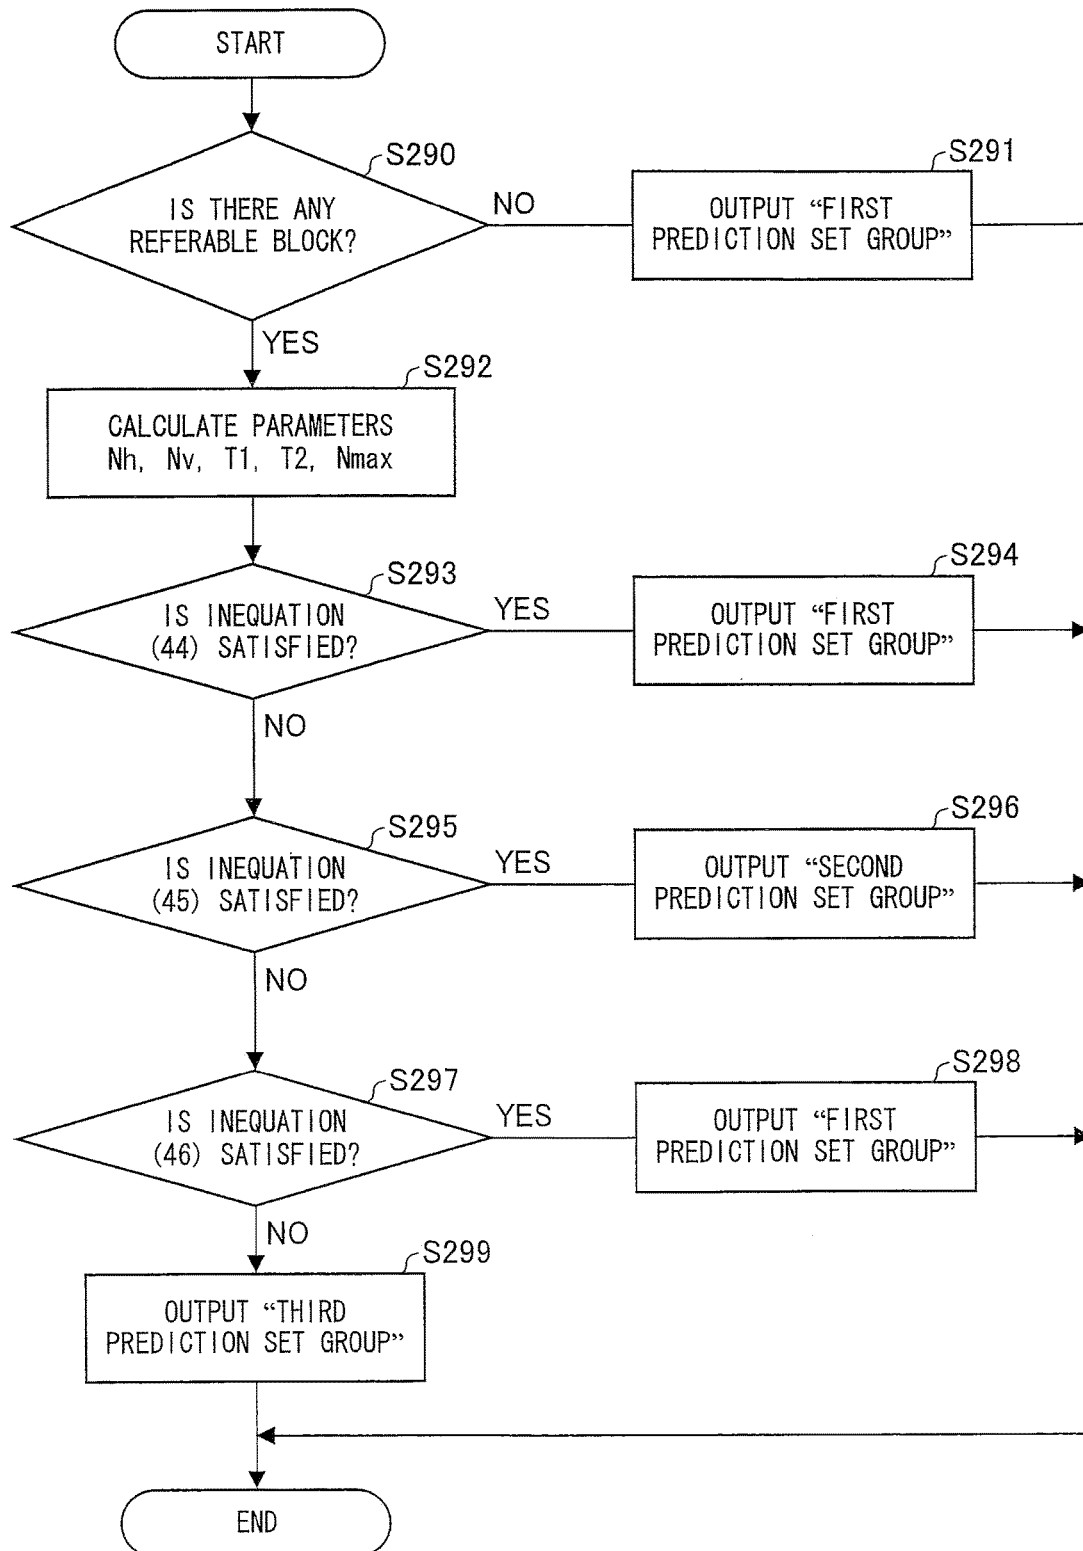 START
S290
IS THERE ANY
REFERABLE BLOCK?
NO
S291
OUTPUT “FIRST
PREDICTION SET GROUP”
YES
S292
CALCULATE PARAMETERS
Nh, Nv, T1, T2, Nmax
S293
IS INEQUATION
(44) SATISFIED?
YES
S294
OUTPUT “FIRST
PREDICTION SET GROUP”
NO
S295
IS INEQUATION
(45) SATISFIED?
YES
S296
OUTPUT “SECOND
PREDICTION SET GROUP”
NO
S297
IS INEQUATION
(46) SATISFIED?
YES
S298
OUTPUT “FIRST
PREDICTION SET GROUP”
NO
S299
OUTPUT “THIRD
PREDICTION SET GROUP”
END